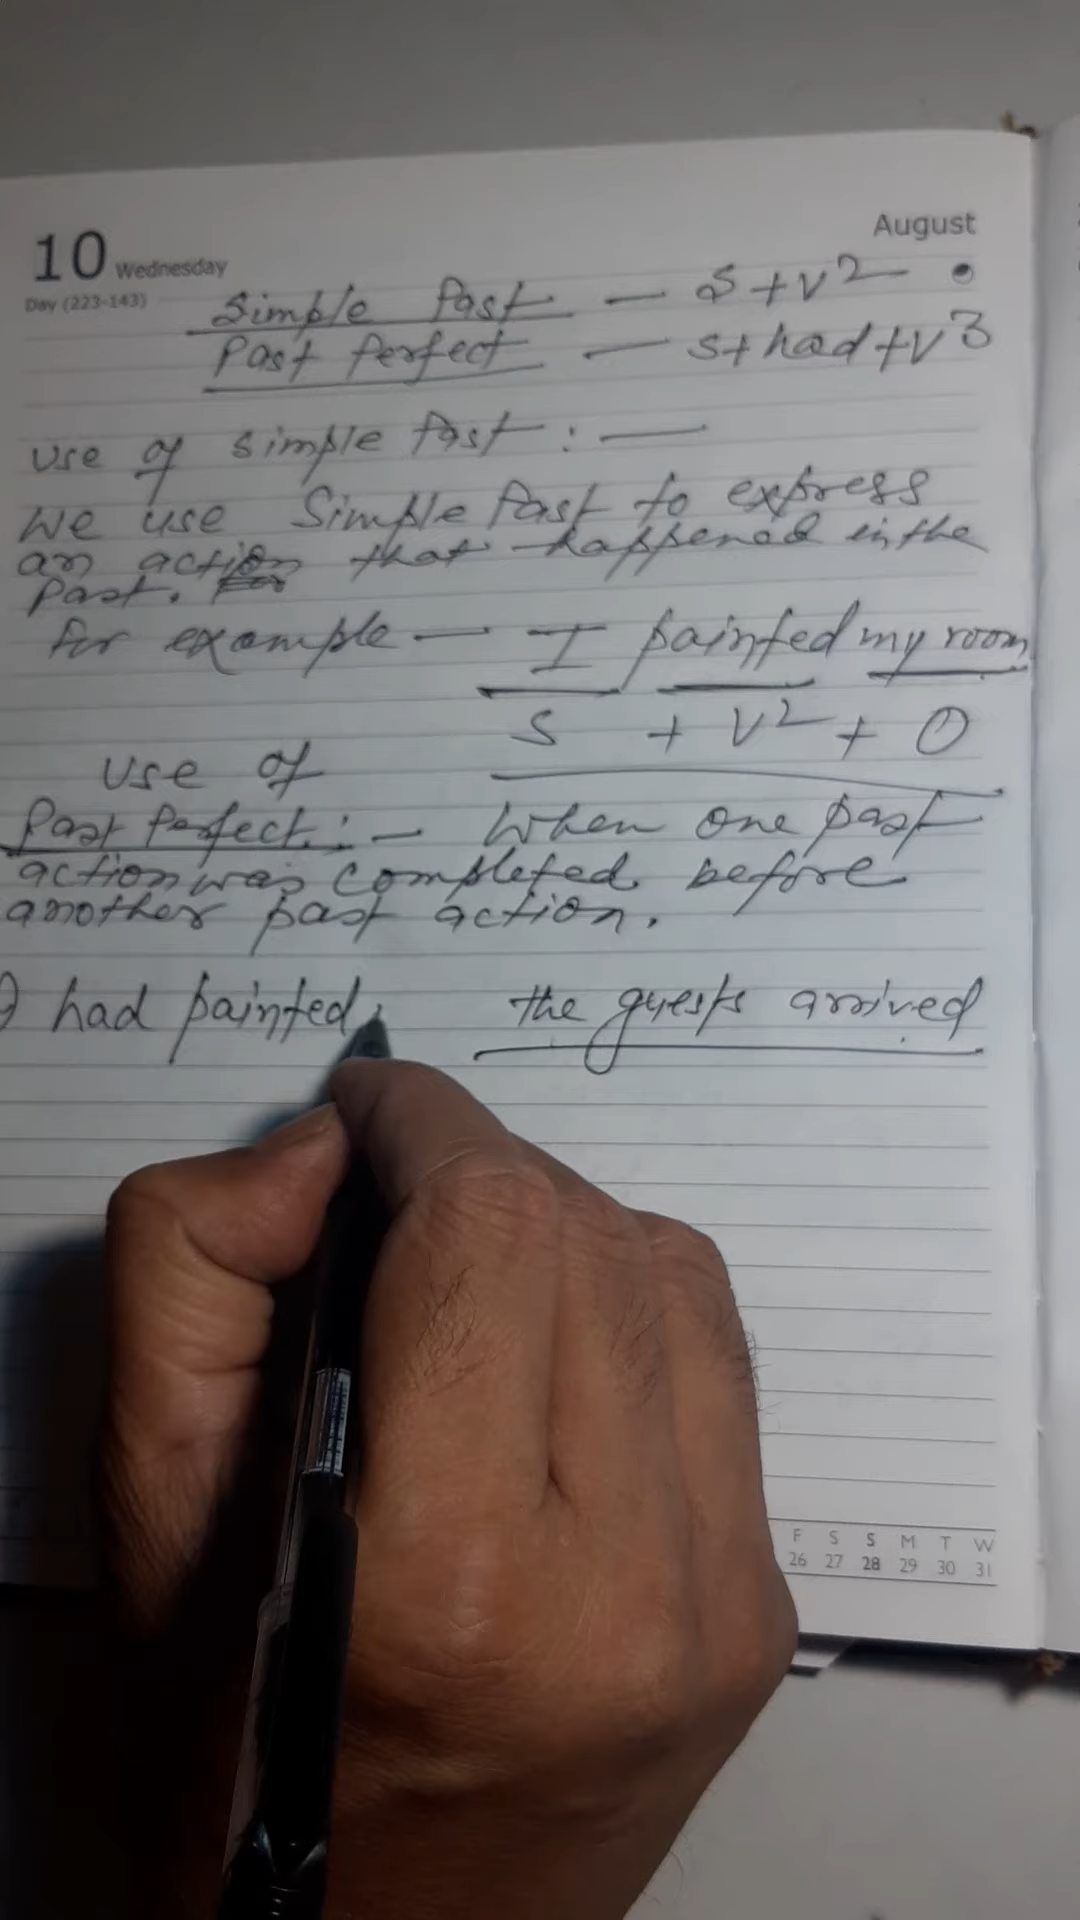 August
10 Wednesday
Day (223-143)
Simple Past — S+V2
Past Perfect — S+had+V3
Use of Simple Past : —
We use Simple Past to express
an action that happened in the
Past.
for example — I painted my room
S + V2 + O
Use of
Past Perfect : — When one past
action was completed before
another past action.
had painted the guests arrived
F S S M T W
26 27 28 29 30 31